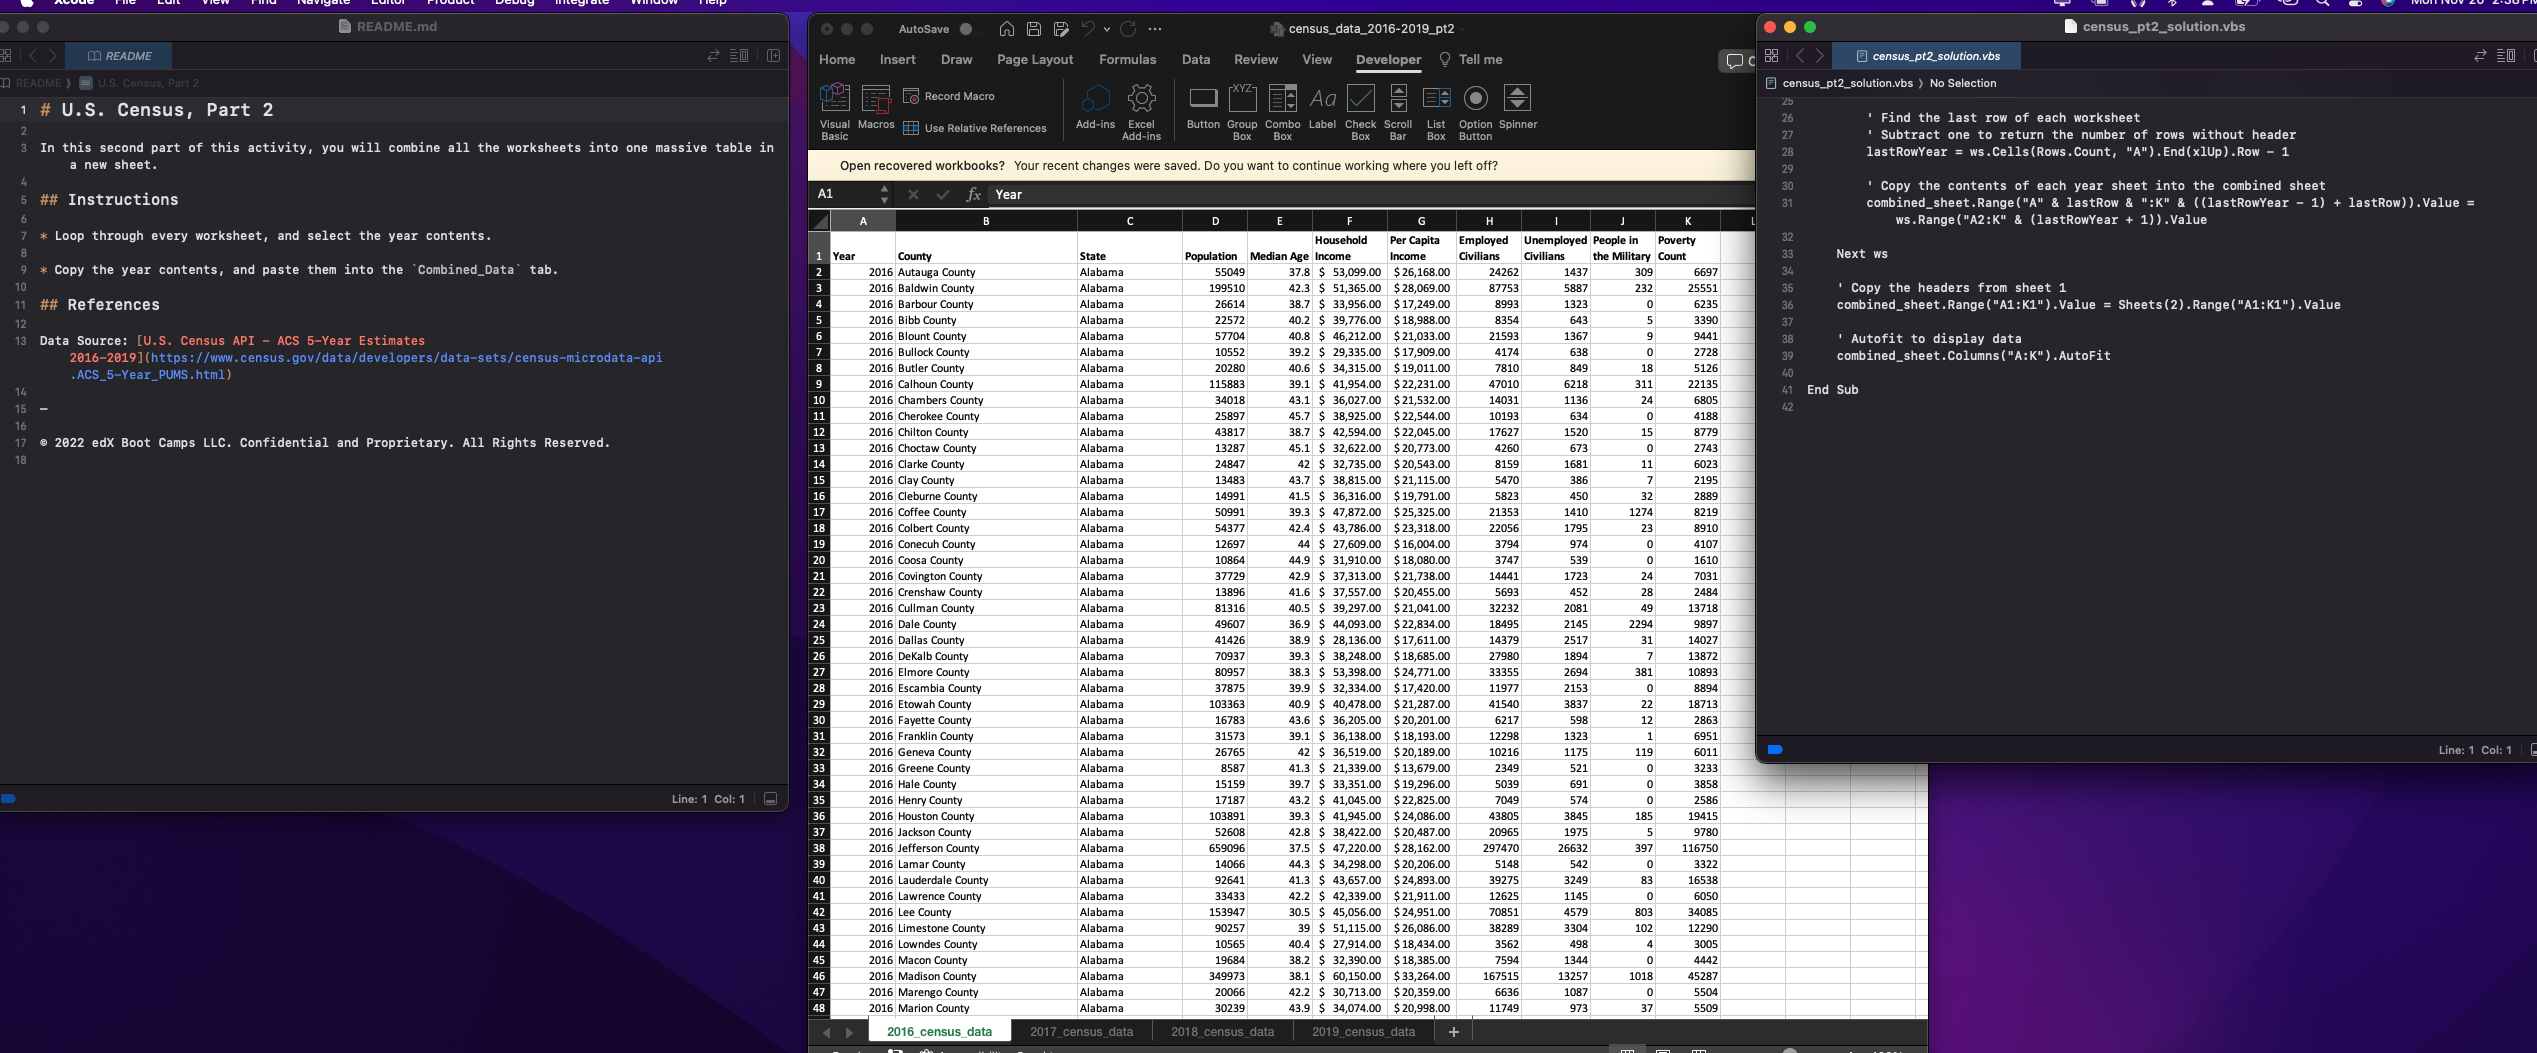 Xcode File Edit View Find Navigate Editor Product Debug Integrate Window Help
README.md
README
README › U.S. Census, Part 2
1 # U.S. Census, Part 2
2
3 In this second part of this activity, you will combine all the worksheets into one massive table in
a new sheet.
4
5 ## Instructions
6
7 * Loop through every worksheet, and select the year contents.
8
9 * Copy the year contents, and paste them into the `Combined_Data` tab.
10
11 ## References
12
13 Data Source: [U.S. Census API - ACS 5-Year Estimates
2016-2019](https://www.census.gov/data/developers/data-sets/census-microdata-api
.ACS_5-Year_PUMS.html)
14
15 —
16
17 © 2022 edX Boot Camps LLC. Confidential and Proprietary. All Rights Reserved.
18
Line: 1 Col: 1
AutoSave
census_data_2016-2019_pt2
Home Insert Draw Page Layout Formulas Data Review View Developer Tell me
Visual Basic Macros Record Macro Use Relative References Add-ins Excel Add-ins Button Group Box Combo Box Label Check Box Scroll Bar List Box Option Button Spinner
Open recovered workbooks? Your recent changes were saved. Do you want to continue working where you left off?
A1 fx Year
A B C D E F G H I J K L
1 Year County State Population Median Age Household Income Per Capita Income Employed Civilians Unemployed Civilians People in the Military Poverty Count
2 2016 Autauga County Alabama 55049 37.8 $ 53,099.00 $ 26,168.00 24262 1437 309 6697
3 2016 Baldwin County Alabama 199510 42.3 $ 51,365.00 $ 28,069.00 87753 5887 232 25551
4 2016 Barbour County Alabama 26614 38.7 $ 33,956.00 $ 17,249.00 8993 1323 0 6235
5 2016 Bibb County Alabama 22572 40.2 $ 39,776.00 $ 18,988.00 8354 643 5 3390
6 2016 Blount County Alabama 57704 40.8 $ 46,212.00 $ 21,033.00 21593 1367 9 9441
7 2016 Bullock County Alabama 10552 39.2 $ 29,335.00 $ 17,909.00 4174 638 0 2728
8 2016 Butler County Alabama 20280 40.6 $ 34,315.00 $ 19,011.00 7810 849 18 5126
9 2016 Calhoun County Alabama 115883 39.1 $ 41,954.00 $ 22,231.00 47010 6218 311 22135
10 2016 Chambers County Alabama 34018 43.1 $ 36,027.00 $ 21,532.00 14031 1136 24 6805
11 2016 Cherokee County Alabama 25897 45.7 $ 38,925.00 $ 22,544.00 10193 634 0 4188
12 2016 Chilton County Alabama 43817 38.7 $ 42,594.00 $ 22,045.00 17627 1520 15 8779
13 2016 Choctaw County Alabama 13287 45.1 $ 32,622.00 $ 20,773.00 4260 673 0 2743
14 2016 Clarke County Alabama 24847 42 $ 32,735.00 $ 20,543.00 8159 1681 11 6023
15 2016 Clay County Alabama 13483 43.7 $ 38,815.00 $ 21,115.00 5470 386 7 2195
16 2016 Cleburne County Alabama 14991 41.5 $ 36,316.00 $ 19,791.00 5823 450 32 2889
17 2016 Coffee County Alabama 50991 39.3 $ 47,872.00 $ 25,325.00 21353 1410 1274 8219
18 2016 Colbert County Alabama 54377 42.4 $ 43,786.00 $ 23,318.00 22056 1795 23 8910
19 2016 Conecuh County Alabama 12697 44 $ 27,609.00 $ 16,004.00 3794 974 0 4107
20 2016 Coosa County Alabama 10864 44.9 $ 31,910.00 $ 18,080.00 3747 539 0 1610
21 2016 Covington County Alabama 37729 42.9 $ 37,313.00 $ 21,738.00 14441 1723 24 7031
22 2016 Crenshaw County Alabama 13896 41.6 $ 37,557.00 $ 20,455.00 5693 452 28 2484
23 2016 Cullman County Alabama 81316 40.5 $ 39,297.00 $ 21,041.00 32232 2081 49 13718
24 2016 Dale County Alabama 49607 36.9 $ 44,093.00 $ 22,834.00 18495 2145 2294 9897
25 2016 Dallas County Alabama 41426 38.9 $ 28,136.00 $ 17,611.00 14379 2517 31 14027
26 2016 DeKalb County Alabama 70937 39.3 $ 38,248.00 $ 18,685.00 27980 1894 7 13872
27 2016 Elmore County Alabama 80957 38.3 $ 53,398.00 $ 24,771.00 33355 2694 381 10893
28 2016 Escambia County Alabama 37875 39.9 $ 32,334.00 $ 17,420.00 11977 2153 0 8894
29 2016 Etowah County Alabama 103363 40.9 $ 40,478.00 $ 21,287.00 41540 3837 22 18713
30 2016 Fayette County Alabama 16783 43.6 $ 36,205.00 $ 20,201.00 6217 598 12 2863
31 2016 Franklin County Alabama 31573 39.1 $ 36,138.00 $ 18,193.00 12298 1323 1 6951
32 2016 Geneva County Alabama 26765 42 $ 36,519.00 $ 20,189.00 10216 1175 119 6011
33 2016 Greene County Alabama 8587 41.3 $ 21,339.00 $ 13,679.00 2349 521 0 3233
34 2016 Hale County Alabama 15159 39.7 $ 33,351.00 $ 19,296.00 5039 691 0 3858
35 2016 Henry County Alabama 17187 43.2 $ 41,045.00 $ 22,825.00 7049 574 0 2586
36 2016 Houston County Alabama 103891 39.3 $ 41,945.00 $ 24,086.00 43805 3845 185 19415
37 2016 Jackson County Alabama 52608 42.8 $ 38,422.00 $ 20,487.00 20965 1975 5 9780
38 2016 Jefferson County Alabama 659096 37.5 $ 47,220.00 $ 28,162.00 297470 26632 397 116750
39 2016 Lamar County Alabama 14066 44.3 $ 34,298.00 $ 20,206.00 5148 542 0 3322
40 2016 Lauderdale County Alabama 92641 41.3 $ 43,657.00 $ 24,893.00 39275 3249 83 16538
41 2016 Lawrence County Alabama 33433 42.2 $ 42,339.00 $ 21,911.00 12625 1145 0 6050
42 2016 Lee County Alabama 153947 30.5 $ 45,056.00 $ 24,951.00 70851 4579 803 34085
43 2016 Limestone County Alabama 90257 39 $ 51,115.00 $ 26,086.00 38289 3304 102 12290
44 2016 Lowndes County Alabama 10565 40.4 $ 27,914.00 $ 18,434.00 3562 498 4 3005
45 2016 Macon County Alabama 19684 38.2 $ 32,390.00 $ 18,385.00 7594 1344 0 4442
46 2016 Madison County Alabama 349973 38.1 $ 60,150.00 $ 33,264.00 167515 13257 1018 45287
47 2016 Marengo County Alabama 20066 42.2 $ 30,713.00 $ 20,359.00 6636 1087 0 5504
48 2016 Marion County Alabama 30239 43.9 $ 34,074.00 $ 20,998.00 11749 973 37 5509
2016_census_data 2017_census_data 2018_census_data 2019_census_data +
Mon Nov 20 2:38 PM
census_pt2_solution.vbs
census_pt2_solution.vbs
census_pt2_solution.vbs › No Selection
25
26 ' Find the last row of each worksheet
27 ' Subtract one to return the number of rows without header
28 lastRowYear = ws.Cells(Rows.Count, "A").End(xlUp).Row - 1
29
30 ' Copy the contents of each year sheet into the combined sheet
31 combined_sheet.Range("A" & lastRow & ":K" & ((lastRowYear - 1) + lastRow)).Value =
ws.Range("A2:K" & (lastRowYear + 1)).Value
32
33 Next ws
34
35 ' Copy the headers from sheet 1
36 combined_sheet.Range("A1:K1").Value = Sheets(2).Range("A1:K1").Value
37
38 ' Autofit to display data
39 combined_sheet.Columns("A:K").AutoFit
40
41 End Sub
42
Line: 1 Col: 1